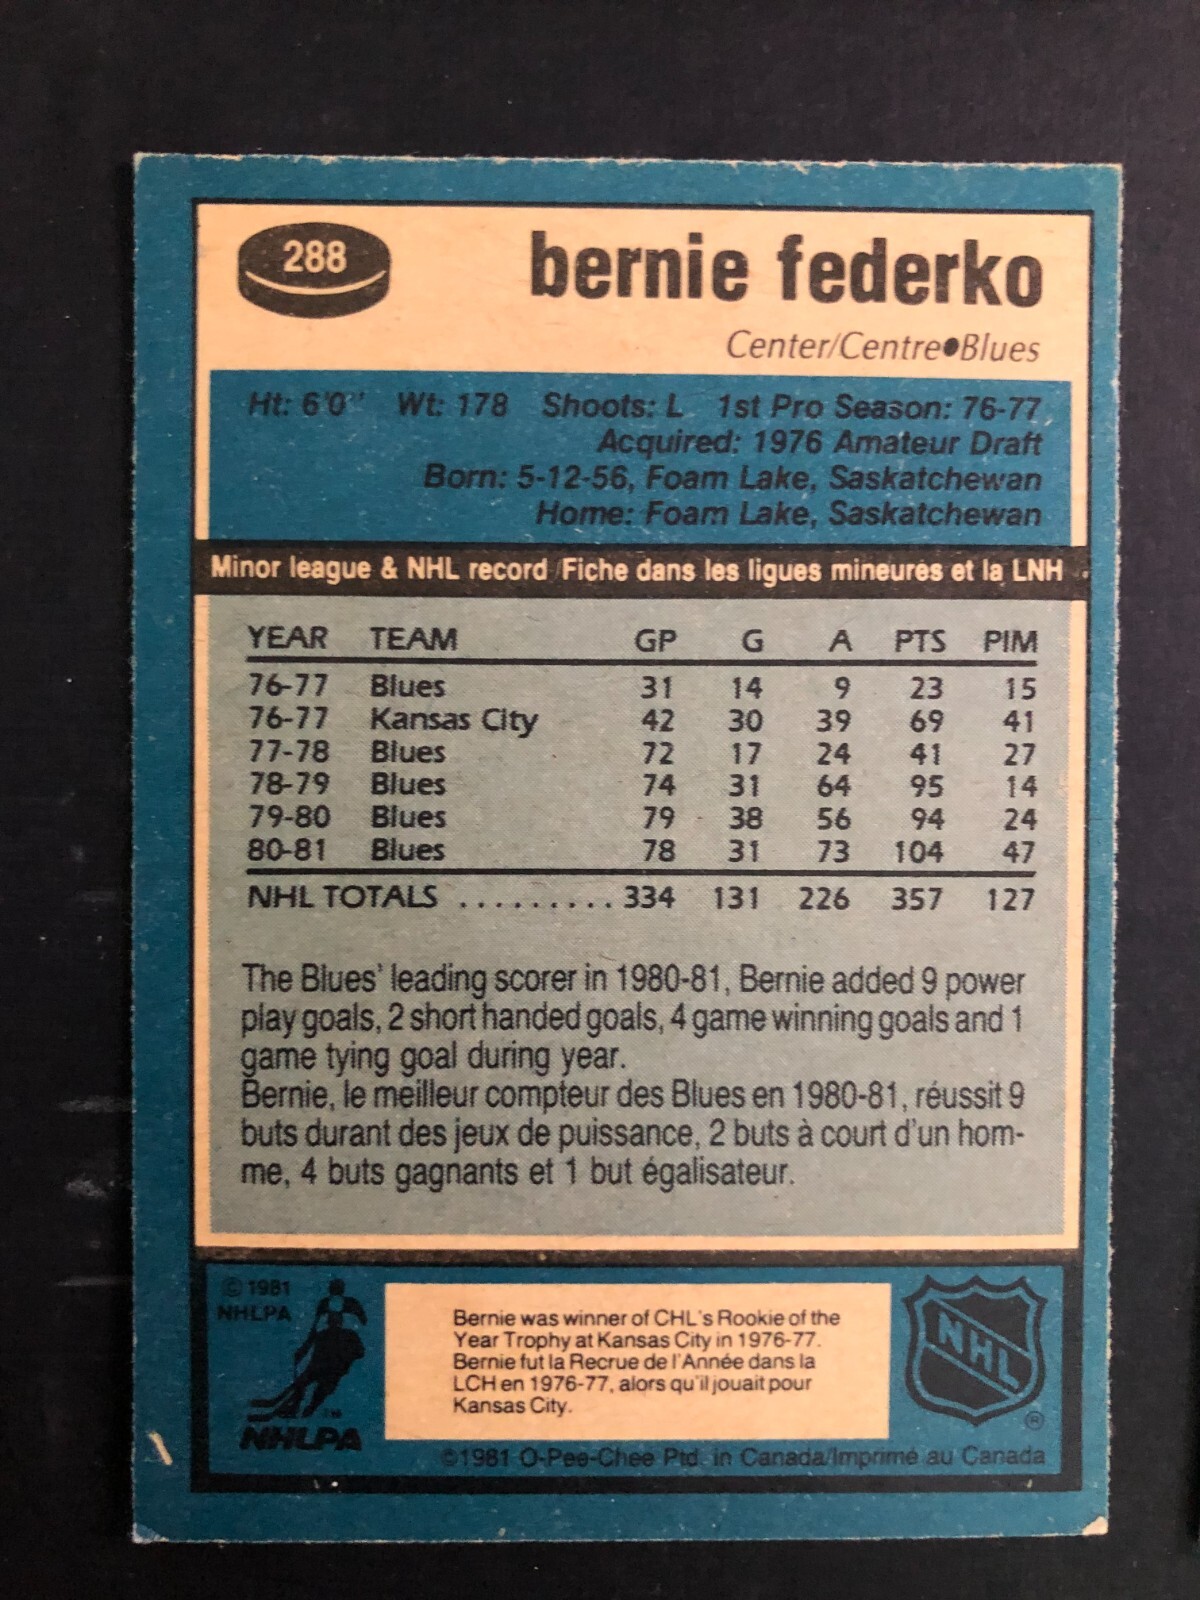 288
bernie federko
Center/Centre●Blues
Ht: 6'0" Wt: 178 Shoots: L 1st Pro Season: 76-77
Acquired: 1976 Amateur Draft
Born: 5-12-56, Foam Lake, Saskatchewan
Home: Foam Lake, Saskatchewan
Minor league & NHL record/Fiche dans les ligues mineures et la LNH
YEAR TEAM GP G A PTS PIM
76-77 Blues 31 14 9 23 15
76-77 Kansas City 42 30 39 69 41
77-78 Blues 72 17 24 41 27
78-79 Blues 74 31 64 95 14
79-80 Blues 79 38 56 94 24
80-81 Blues 78 31 73 104 47
NHL TOTALS ......... 334 131 226 357 127
The Blues' leading scorer in 1980-81, Bernie added 9 power
play goals, 2 short handed goals, 4 game winning goals and 1
game tying goal during year.
Bernie, le meilleur compteur des Blues en 1980-81, réussit 9
buts durant des jeux de puissance, 2 buts à court d'un hom-
me, 4 buts gagnants et 1 but égalisateur.
© 1981
NHLPA
TM
NHLPA
Bernie was winner of CHL's Rookie of the
Year Trophy at Kansas City in 1976-77.
Bernie fut la Recrue de l'Année dans la
LCH en 1976-77, alors qu'il jouait pour
Kansas City.
NHL
®
©1981 O-Pee-Chee Ptd. in Canada/Imprimé au Canada